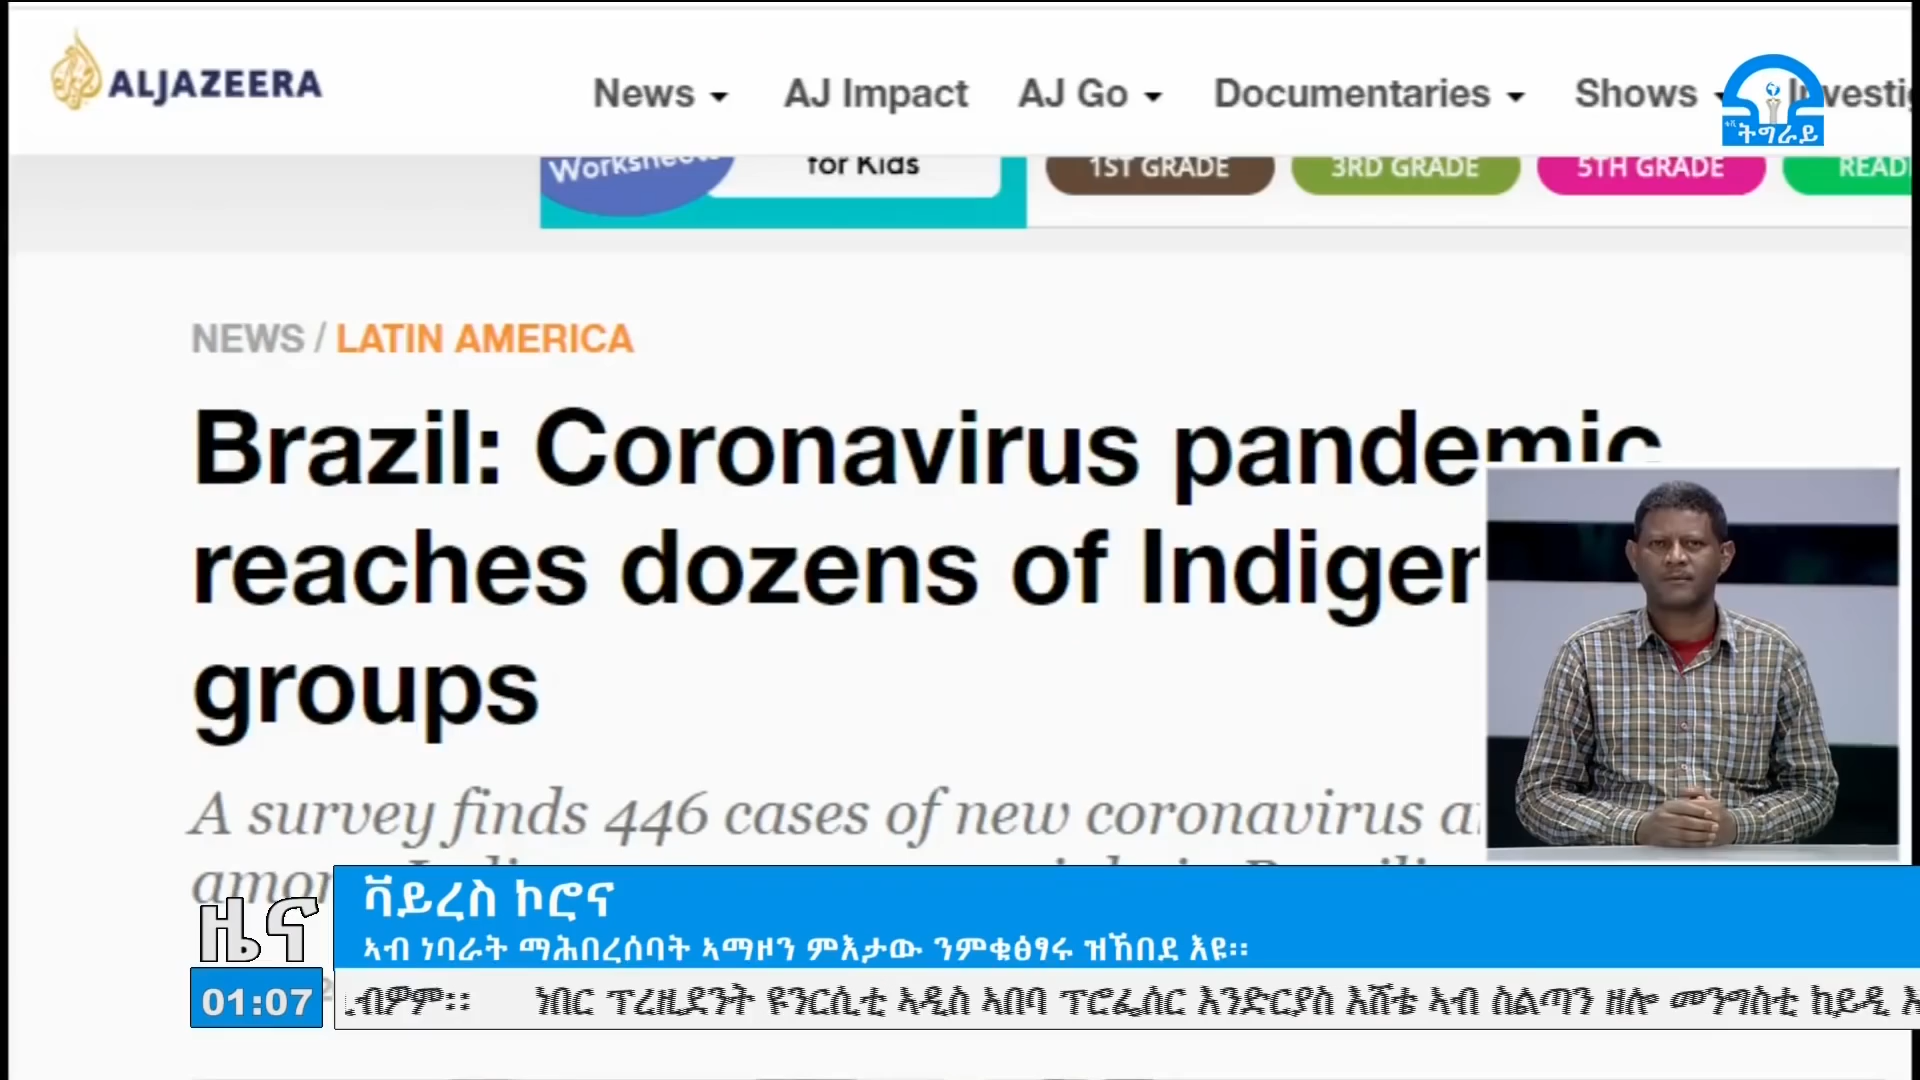 ALJAZEERA
News AJ Impact AJ Go Documentaries Shows
ትግራይ
Worksheets for Kids 1ST GRADE 3RD GRADE 5TH GRADE
NEWS / LATIN AMERICA
Brazil: Coronavirus pandemic
reaches dozens of
groups
A survey finds 446 cases of new coronavirus
ዜና
ቫይረስ ኮሮና
ኣብ ነባራት ማሕበረሰባት ኣማዞን ምእታው ንምቁፅፃሩ ዝኸበደ እዩ።
01:07
ነበር ፕረዚደንት ዩንርሲቲ ኣዲስ ኣበባ ፕሮፌሰር እንድርያስ እሸቴ ኣብ ስልጣን ዘሎ መንግስቲ ከይዲ